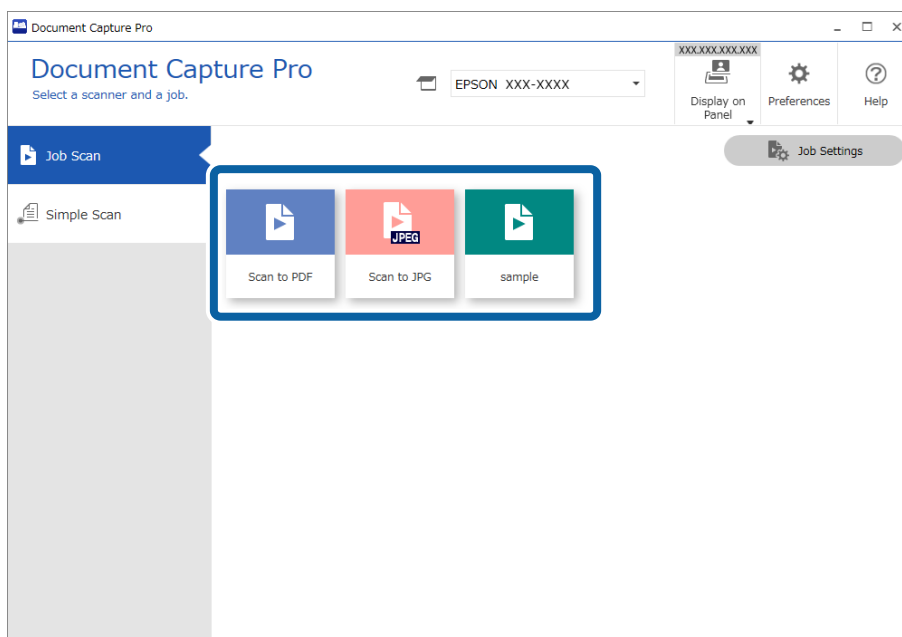 Document Capture Pro
Document Capture Pro
Select a scanner and a job.
EPSON XXX-XXXX
XXX.XXX.XXX.XXX
Display on
Panel
Preferences
Help
Job Scan
Job Settings
Simple Scan
JPEG
Scan to PDF
Scan to JPG
sample